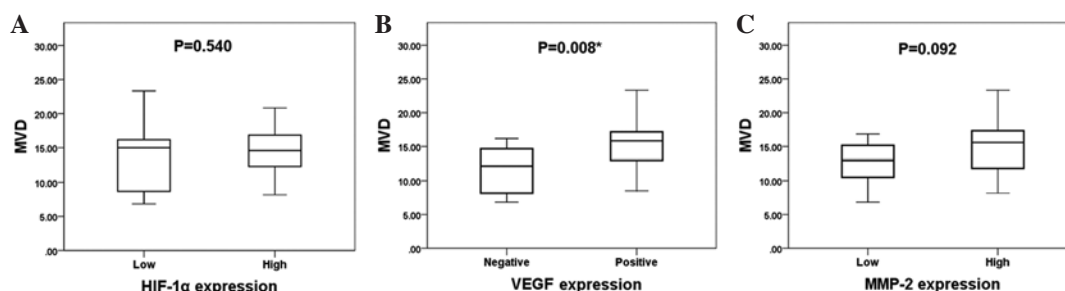 A
P=0.540
MVD
30.00
25.00
20.00
15.00
10.00
5.00
.00
Low High
HIF-1α expression
B
P=0.008*
MVD
30.00
25.00
20.00
15.00
10.00
5.00
.00
Negative Positive
VEGF expression
C
P=0.092
MVD
30.00
25.00
20.00
15.00
10.00
5.00
.00
Low High
MMP-2 expression